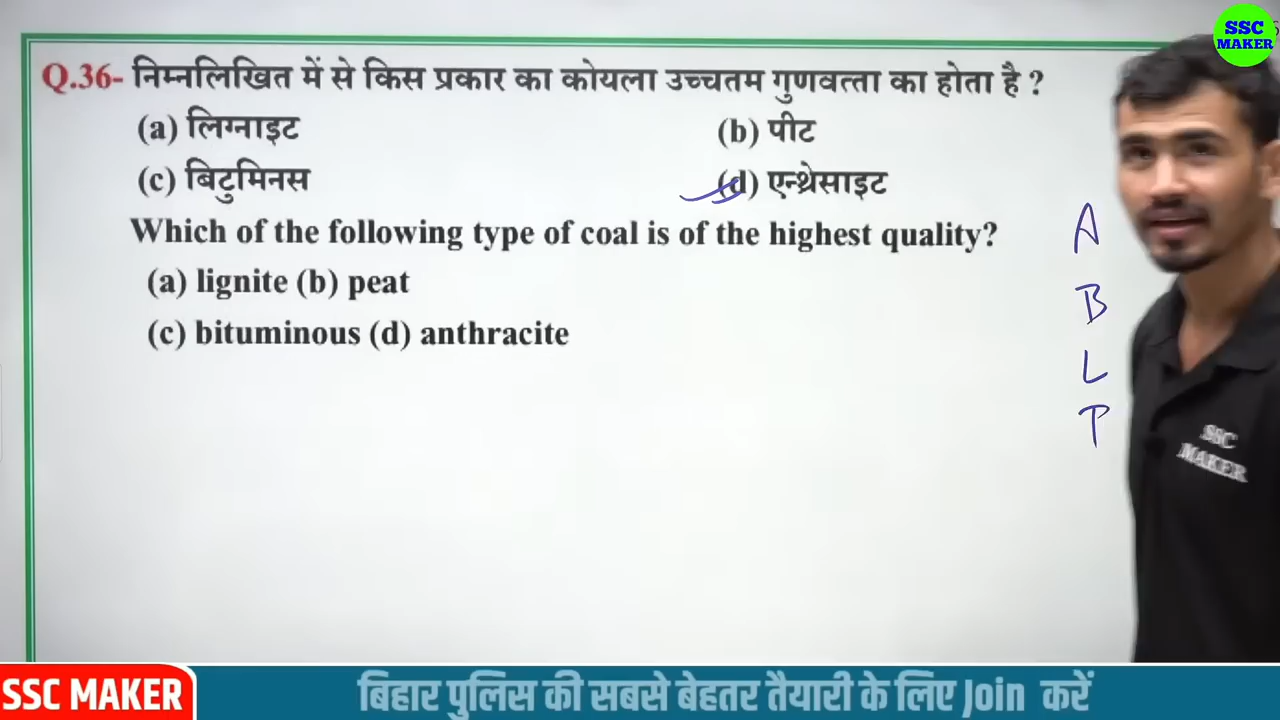 SSC
MAKER
Q.36- निम्नलिखित में से किस प्रकार का कोयला उच्चतम गुणवत्ता का होता है ?
(a) लिग्नाइट (b) पीट
(c) बिटुमिनस (d) एन्थ्रेसाइट
Which of the following type of coal is of the highest quality?
(a) lignite (b) peat
(c) bituminous (d) anthracite
A
B
L
P
SSC
MAKER
SSC MAKER
बिहार पुलिस की सबसे बेहतर तैयारी के लिए Join करें